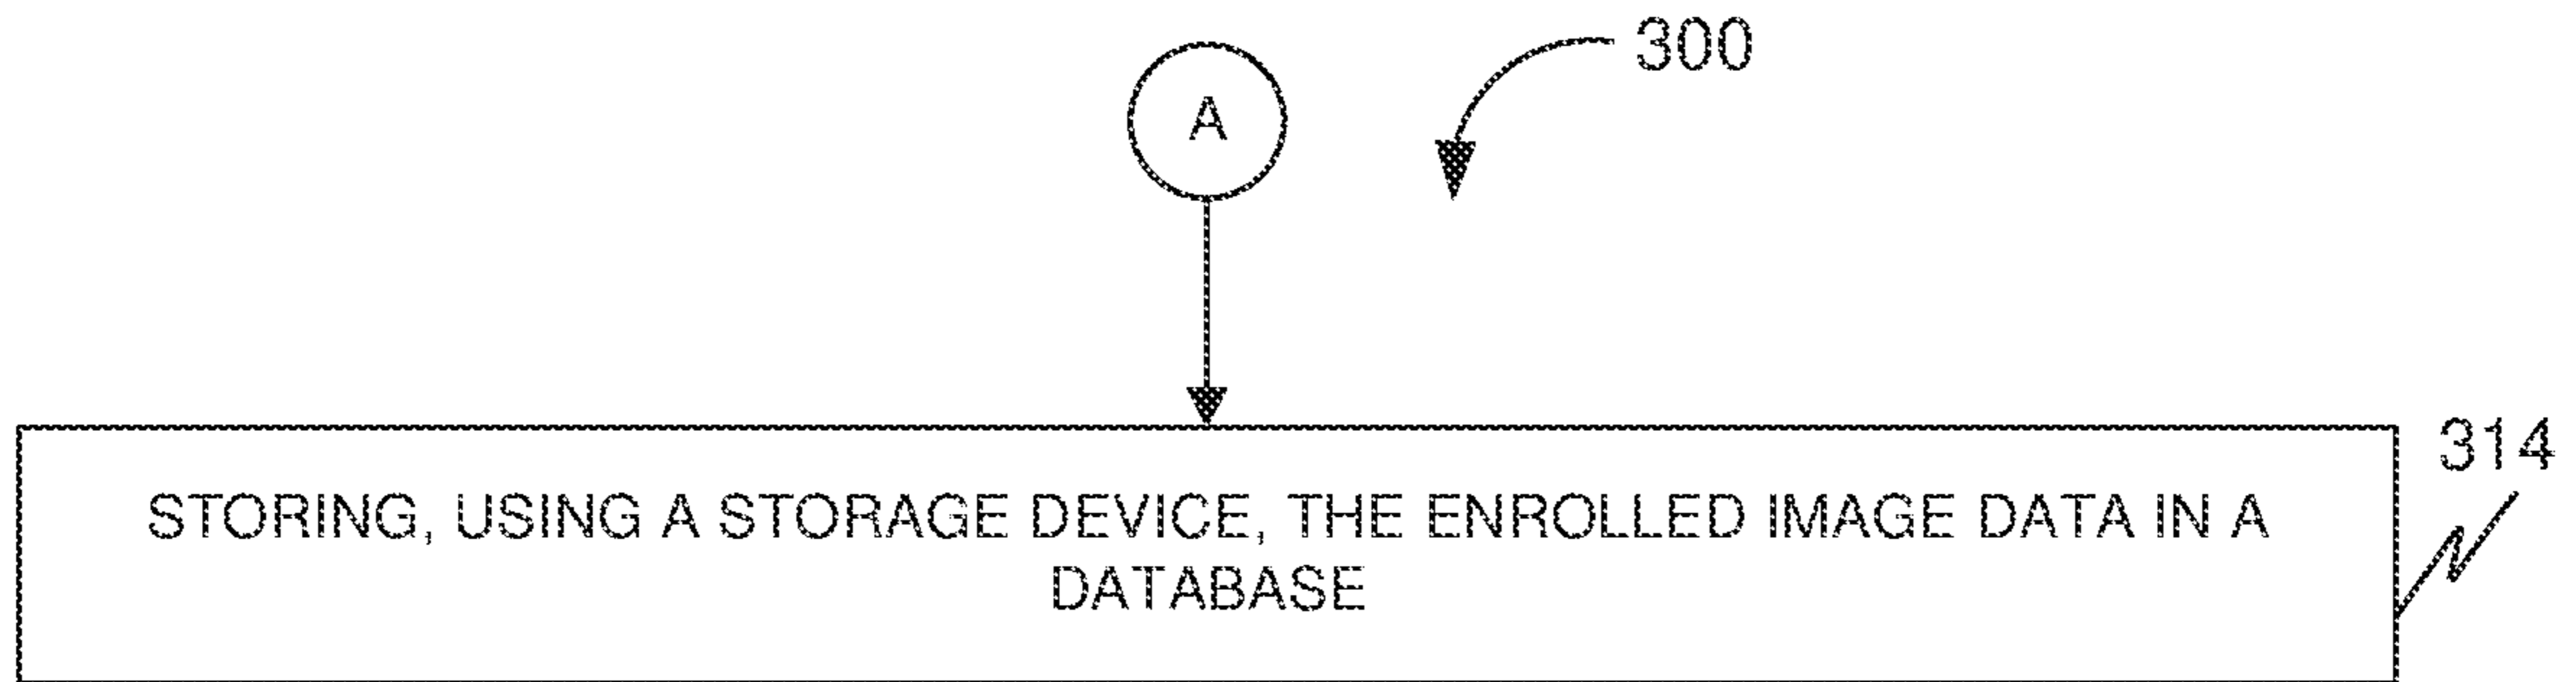 A
300
314
STORING, USING A STORAGE DEVICE, THE ENROLLED IMAGE DATA IN A
DATABASE